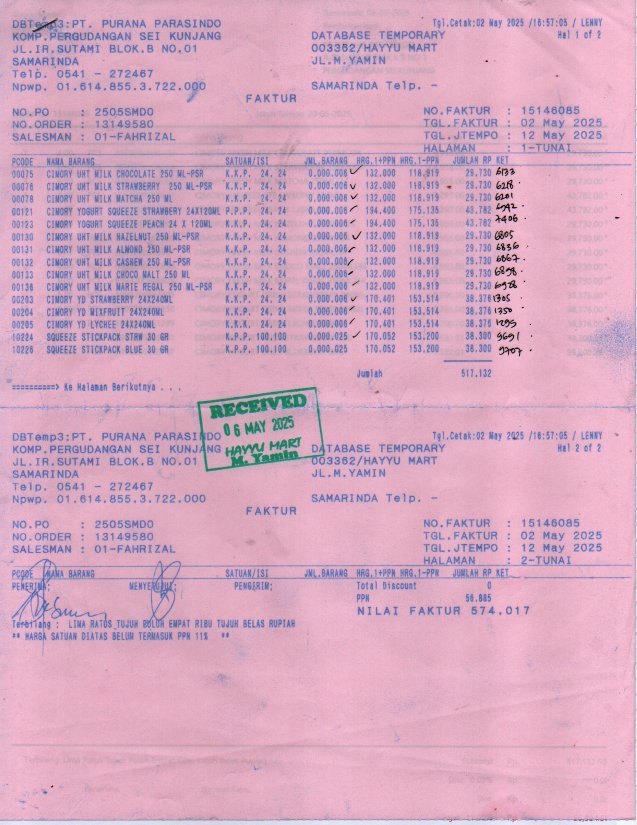 DBTemp3:PT. PURANA PARASINDO Tgl.Cetak:02 May 2025 /16:57:05 / LENNY
KOMP.PERGUDANGAN SEI KUNJANG DATABASE TEMPORARY Hal 1 of 2
JL.IR.SUTAMI BLOK.B NO.01 003362/HAYYU MART
SAMARINDA JL.M.YAMIN
Telp. 0541 - 272467
Npwp. 01.614.855.3.722.000 SAMARINDA Telp. -
FAKTUR
NO.PO : 2505SMDO NO.FAKTUR : 15146085
NO.ORDER : 13149580 TGL.FAKTUR : 02 May 2025
SALESMAN : 01-FAHRIZAL TGL.JTEMPO : 12 May 2025
HALAMAN : 1-TUNAI
PCODE NAMA BARANG SATUAN/ISI JML.BARANG HRG.1+PPN HRG.1-PPN JUMLAH RP KET
00075 CIMORY UHT MILK CHOCOLATE 250 ML-PSR K.K.P. 24. 24 0.000.006 ✓ 132.000 118.919 29.730 6133
00076 CIMORY UHT MILK STRAWBERRY 250 ML-PSR K.K.P. 24. 24 0.000.006 ✓ 132.000 118.919 29.730 6218
00078 CIMORY UHT MILK MATCHA 250 ML K.K.P. 24. 24 0.000.006 ✓ 132.000 118.919 29.730 6201
00121 CIMORY YOGURT SQUEEZE STRAWBERY 24X120ML P.P.P. 24. 24 0.000.006 ✓ 194.400 175.135 43.782 6942
00123 CIMORY YOGURT SQUEEZE PEACH 24 X 120ML K.P.P. 24. 24 0.000.006 ✓ 194.400 175.135 43.782 7406
00130 CIMORY UHT MILK HAZELNUT 250 ML-PSR K.K.P. 24. 24 0.000.006 ✓ 132.000 118.919 29.730 6805
00131 CIMORY UHT MILK ALMOND 250 ML-PSR K.K.P. 24. 24 0.000.006 ✓ 132.000 118.919 29.730 6836
00132 CIMORY UHT MILK CASHEW 250 ML-PSR K.K.P. 24. 24 0.000.006 ✓ 132.000 118.919 29.730 6867
00133 CIMORY UHT MILK CHOCO MALT 250 ML K.K.P. 24. 24 0.000.006 ✓ 132.000 118.919 29.730 6898
00136 CIMORY UHT MILK MARIE REGAL 250 ML-PSR K.K.P. 24. 24 0.000.006 ✓ 132.000 118.919 29.730 6928
00203 CIMORY YD STRAWBERRY 24X240ML K.K.P. 24. 24 0.000.006 ✓ 170.401 153.514 38.378 1305
00204 CIMORY YD MIXFRUIT 24X240ML K.K.P. 24. 24 0.000.006 ✓ 170.401 153.514 38.378 1350
00205 CIMORY YD LYCHEE 24X240ML K.K.K. 24. 24 0.000.006 ✓ 170.401 153.514 38.378 1299
10224 SQUEEZE STICKPACK STRW 30 GR K.P.P. 100.100 0.000.025 ✓ 170.052 153.200 38.300 9691
10226 SQUEEZE STICKPACK BLUE 30 GR K.P.P. 100.100 0.000.025 170.052 153.200 38.300 9707
Jumlah 517.132
==========> Ke Halaman Berikutnya . . .
RECEIVED
06 MAY 2025
HAYYU MART
M. Yamin
DBTemp3:PT. PURANA PARASINDO Tgl.Cetak:02 May 2025 /16:57:05 / LENNY
KOMP.PERGUDANGAN SEI KUNJANG DATABASE TEMPORARY Hal 2 of 2
JL.IR.SUTAMI BLOK.B NO.01 003362/HAYYU MART
SAMARINDA JL.M.YAMIN
Telp. 0541 - 272467
Npwp. 01.614.855.3.722.000 SAMARINDA Telp. -
FAKTUR
NO.PO : 2505SMDO NO.FAKTUR : 15146085
NO.ORDER : 13149580 TGL.FAKTUR : 02 May 2025
SALESMAN : 01-FAHRIZAL TGL.JTEMPO : 12 May 2025
HALAMAN : 2-TUNAI
PCODE NAMA BARANG SATUAN/ISI JML.BARANG HRG.1+PPN HRG.1-PPN JUMLAH RP KET
PENERIMA; MENYETUJUI; PENGIRIM; Total Discount 0
PPN 56.885
NILAI FAKTUR 574.017
Terbilang : LIMA RATUS TUJUH PULUH EMPAT RIBU TUJUH BELAS RUPIAH
** HARGA SATUAN DIATAS BELUM TERMASUK PPN 11% **